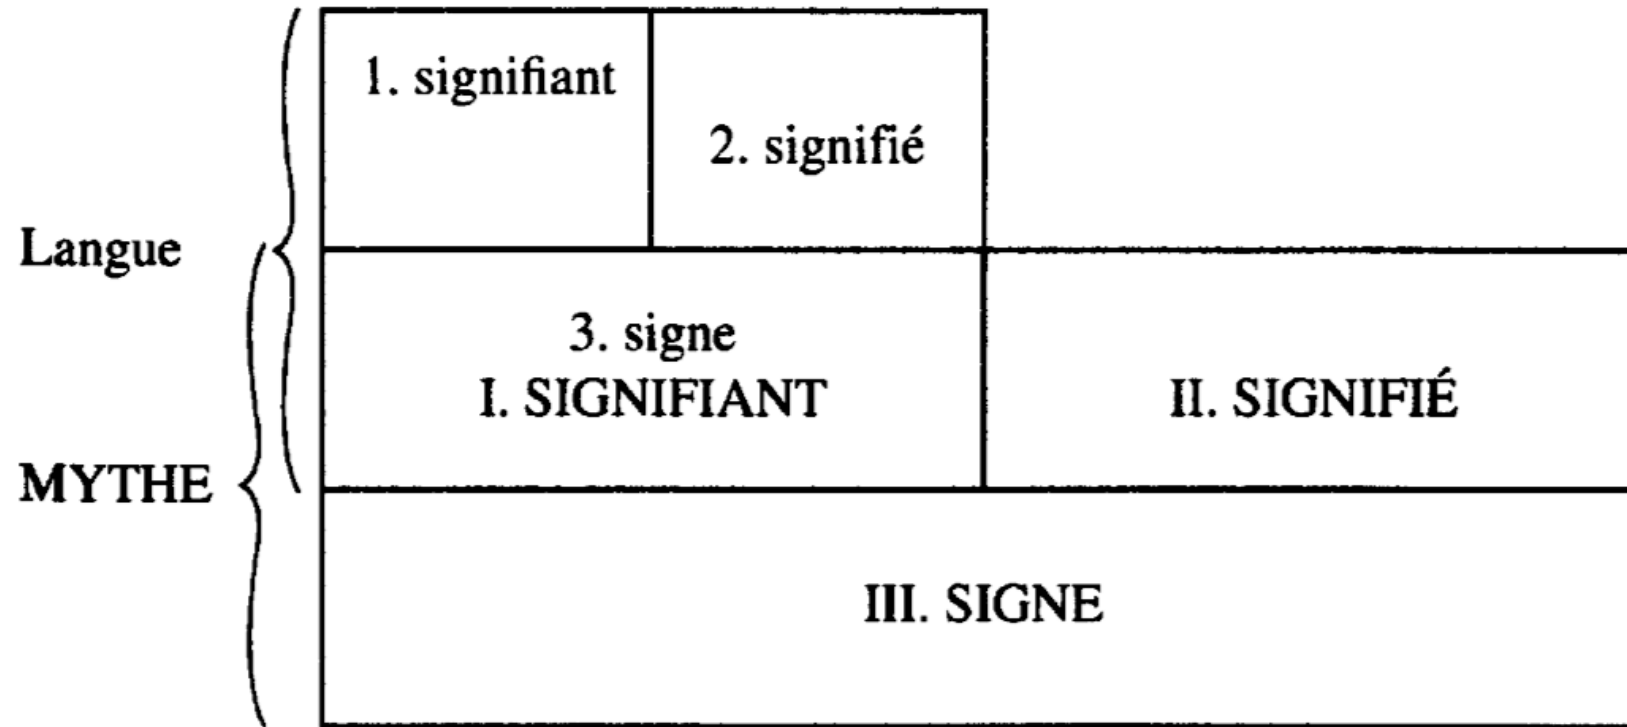 1. signifiant
2. signifié
Langue
3. signe
I. SIGNIFIANT
II. SIGNIFIÉ
MYTHE
III. SIGNE